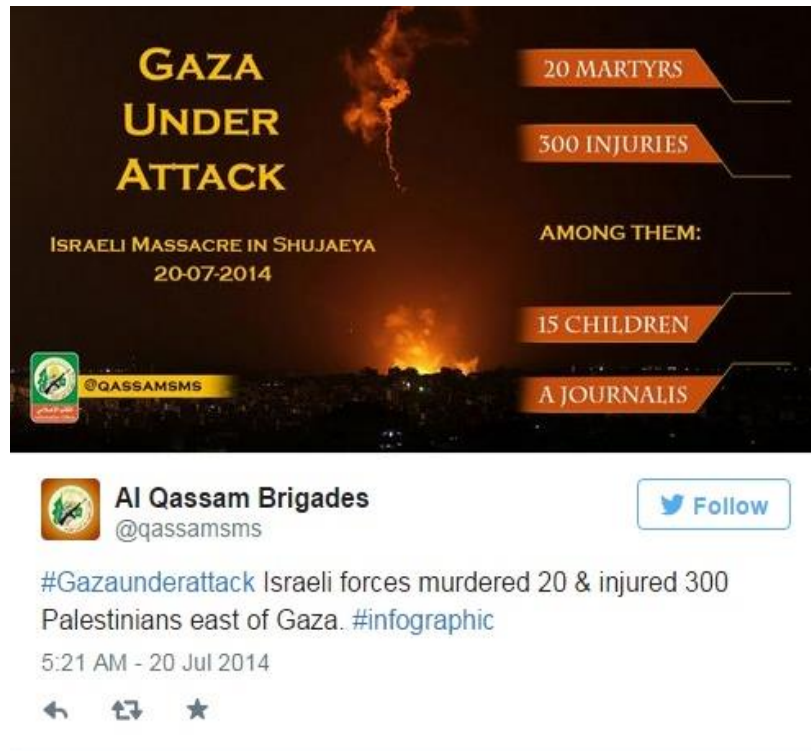 GAZA
UNDER
ATTACK
ISRAELI MASSACRE IN SHUJAEYA
20-07-2014
20 MARTYRS
300 INJURIES
AMONG THEM:
15 CHILDREN
A JOURNALIS
@QASSAMSMS
Al Qassam Brigades
@qassamsms
Follow
#Gazaunderattack Israeli forces murdered 20 & injured 300
Palestinians east of Gaza. #infographic
5:21 AM - 20 Jul 2014